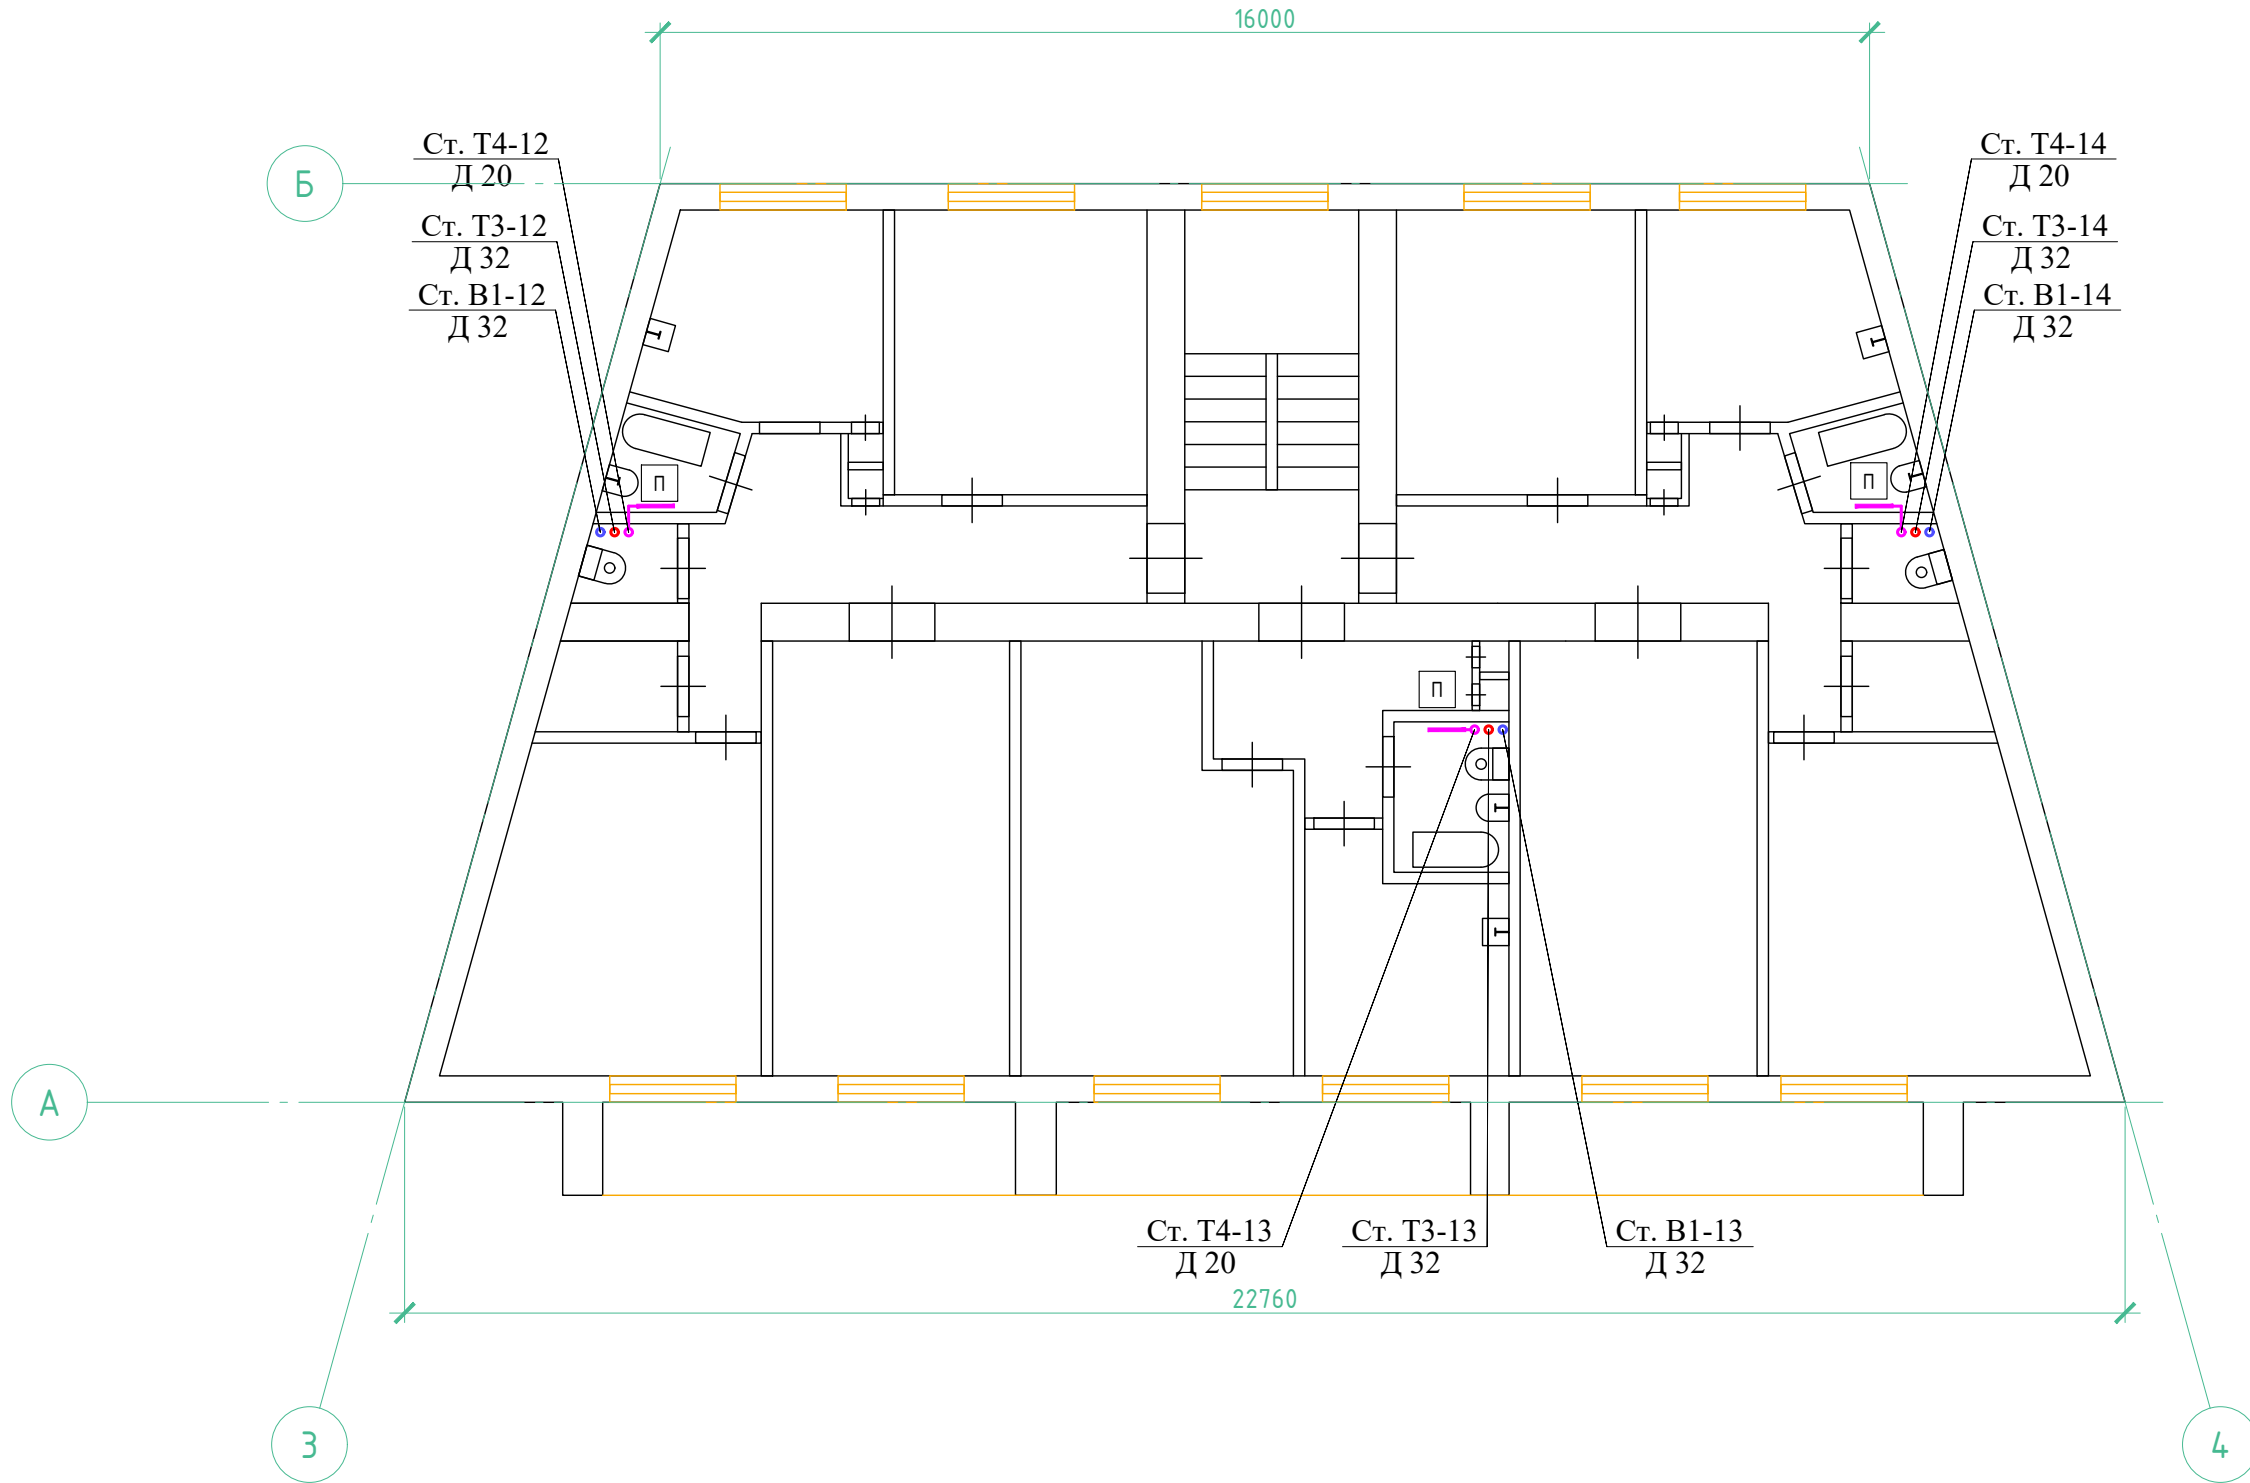 16000
Ст. Т4-12
Д 20
Ст. Т4-14
Д 20
Б
Ст. Т3-12
Д 32
Ст. Т3-14
Д 32
Ст. В1-12
Д 32
Ст. В1-14
Д 32
Т
Т
Т
П
П
Т
П
Т
Т
А
Ст. Т4-13
Д 20
Ст. Т3-13
Д 32
Ст. В1-13
Д 32
22760
3
4